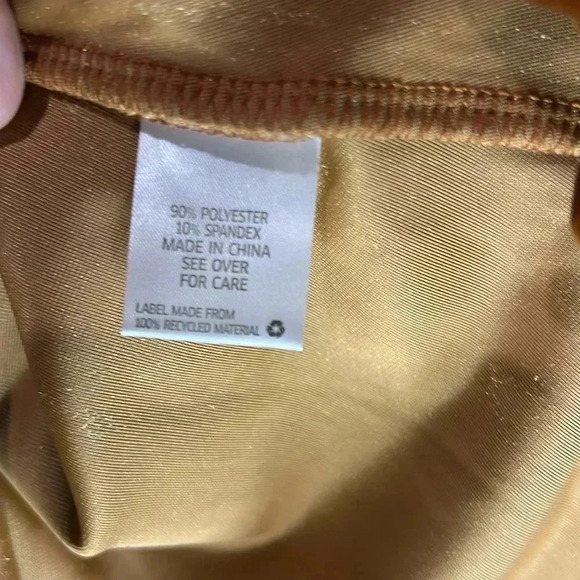 90% POLYESTER
10% SPANDEX
MADE IN CHINA
SEE OVER
FOR CARE
LABEL MADE FROM
100% RECYCLED MATERIAL